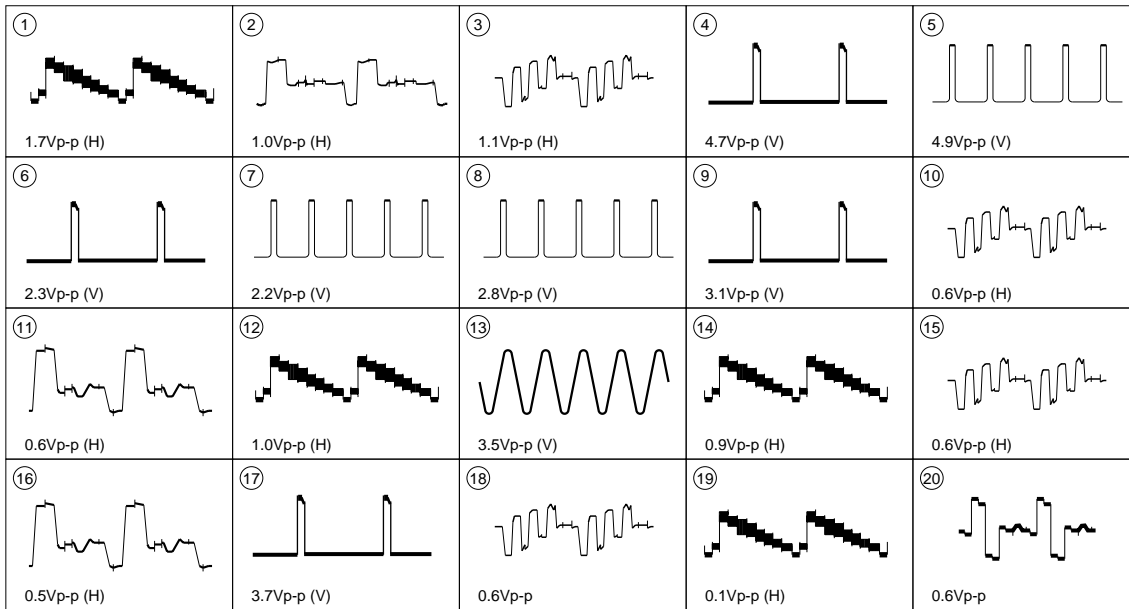 ① ② ③ ④ ⑤
1.7Vp-p (H) 1.0Vp-p (H) 1.1Vp-p (H) 4.7Vp-p (V) 4.9Vp-p (V)
⑥ ⑦ ⑧ ⑨ ⑩
2.3Vp-p (V) 2.2Vp-p (V) 2.8Vp-p (V) 3.1Vp-p (V) 0.6Vp-p (H)
⑪ ⑫ ⑬ ⑭ ⑮
0.6Vp-p (H) 1.0Vp-p (H) 3.5Vp-p (V) 0.9Vp-p (H) 0.6Vp-p (H)
⑯ ⑰ ⑱ ⑲ ⑳
0.5Vp-p (H) 3.7Vp-p (V) 0.6Vp-p 0.1Vp-p (H) 0.6Vp-p